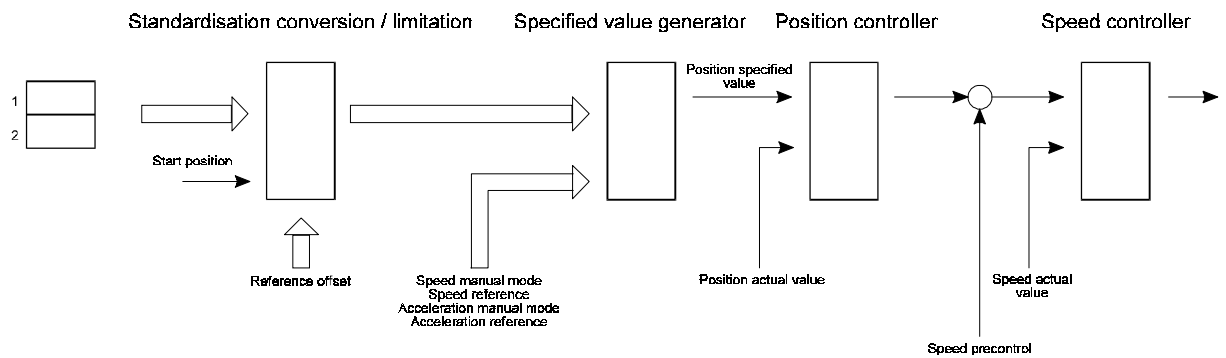 Standardisation conversion / limitation
Specified value generator
Position controller
Speed controller
1
2
Start position
Reference offset
Speed manual mode
Speed reference
Acceleration manual mode
Acceleration reference
Position specified
value
Position actual value
Speed precontrol
Speed actual
value